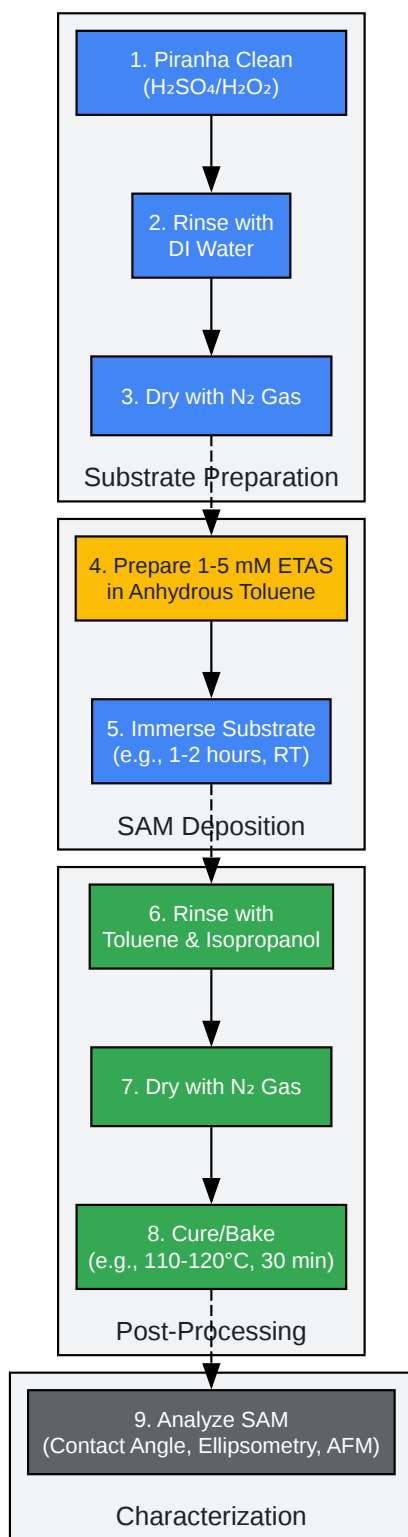 1. Piranha Clean
(H₂SO₄/H₂O₂)
2. Rinse with
DI Water
3. Dry with N₂ Gas
Substrate Preparation
4. Prepare 1-5 mM ETAS
in Anhydrous Toluene
5. Immerse Substrate
(e.g., 1-2 hours, RT)
SAM Deposition
6. Rinse with
Toluene & Isopropanol
7. Dry with N₂ Gas
8. Cure/Bake
(e.g., 110-120°C, 30 min)
Post-Processing
9. Analyze SAM
(Contact Angle, Ellipsometry, AFM)
Characterization